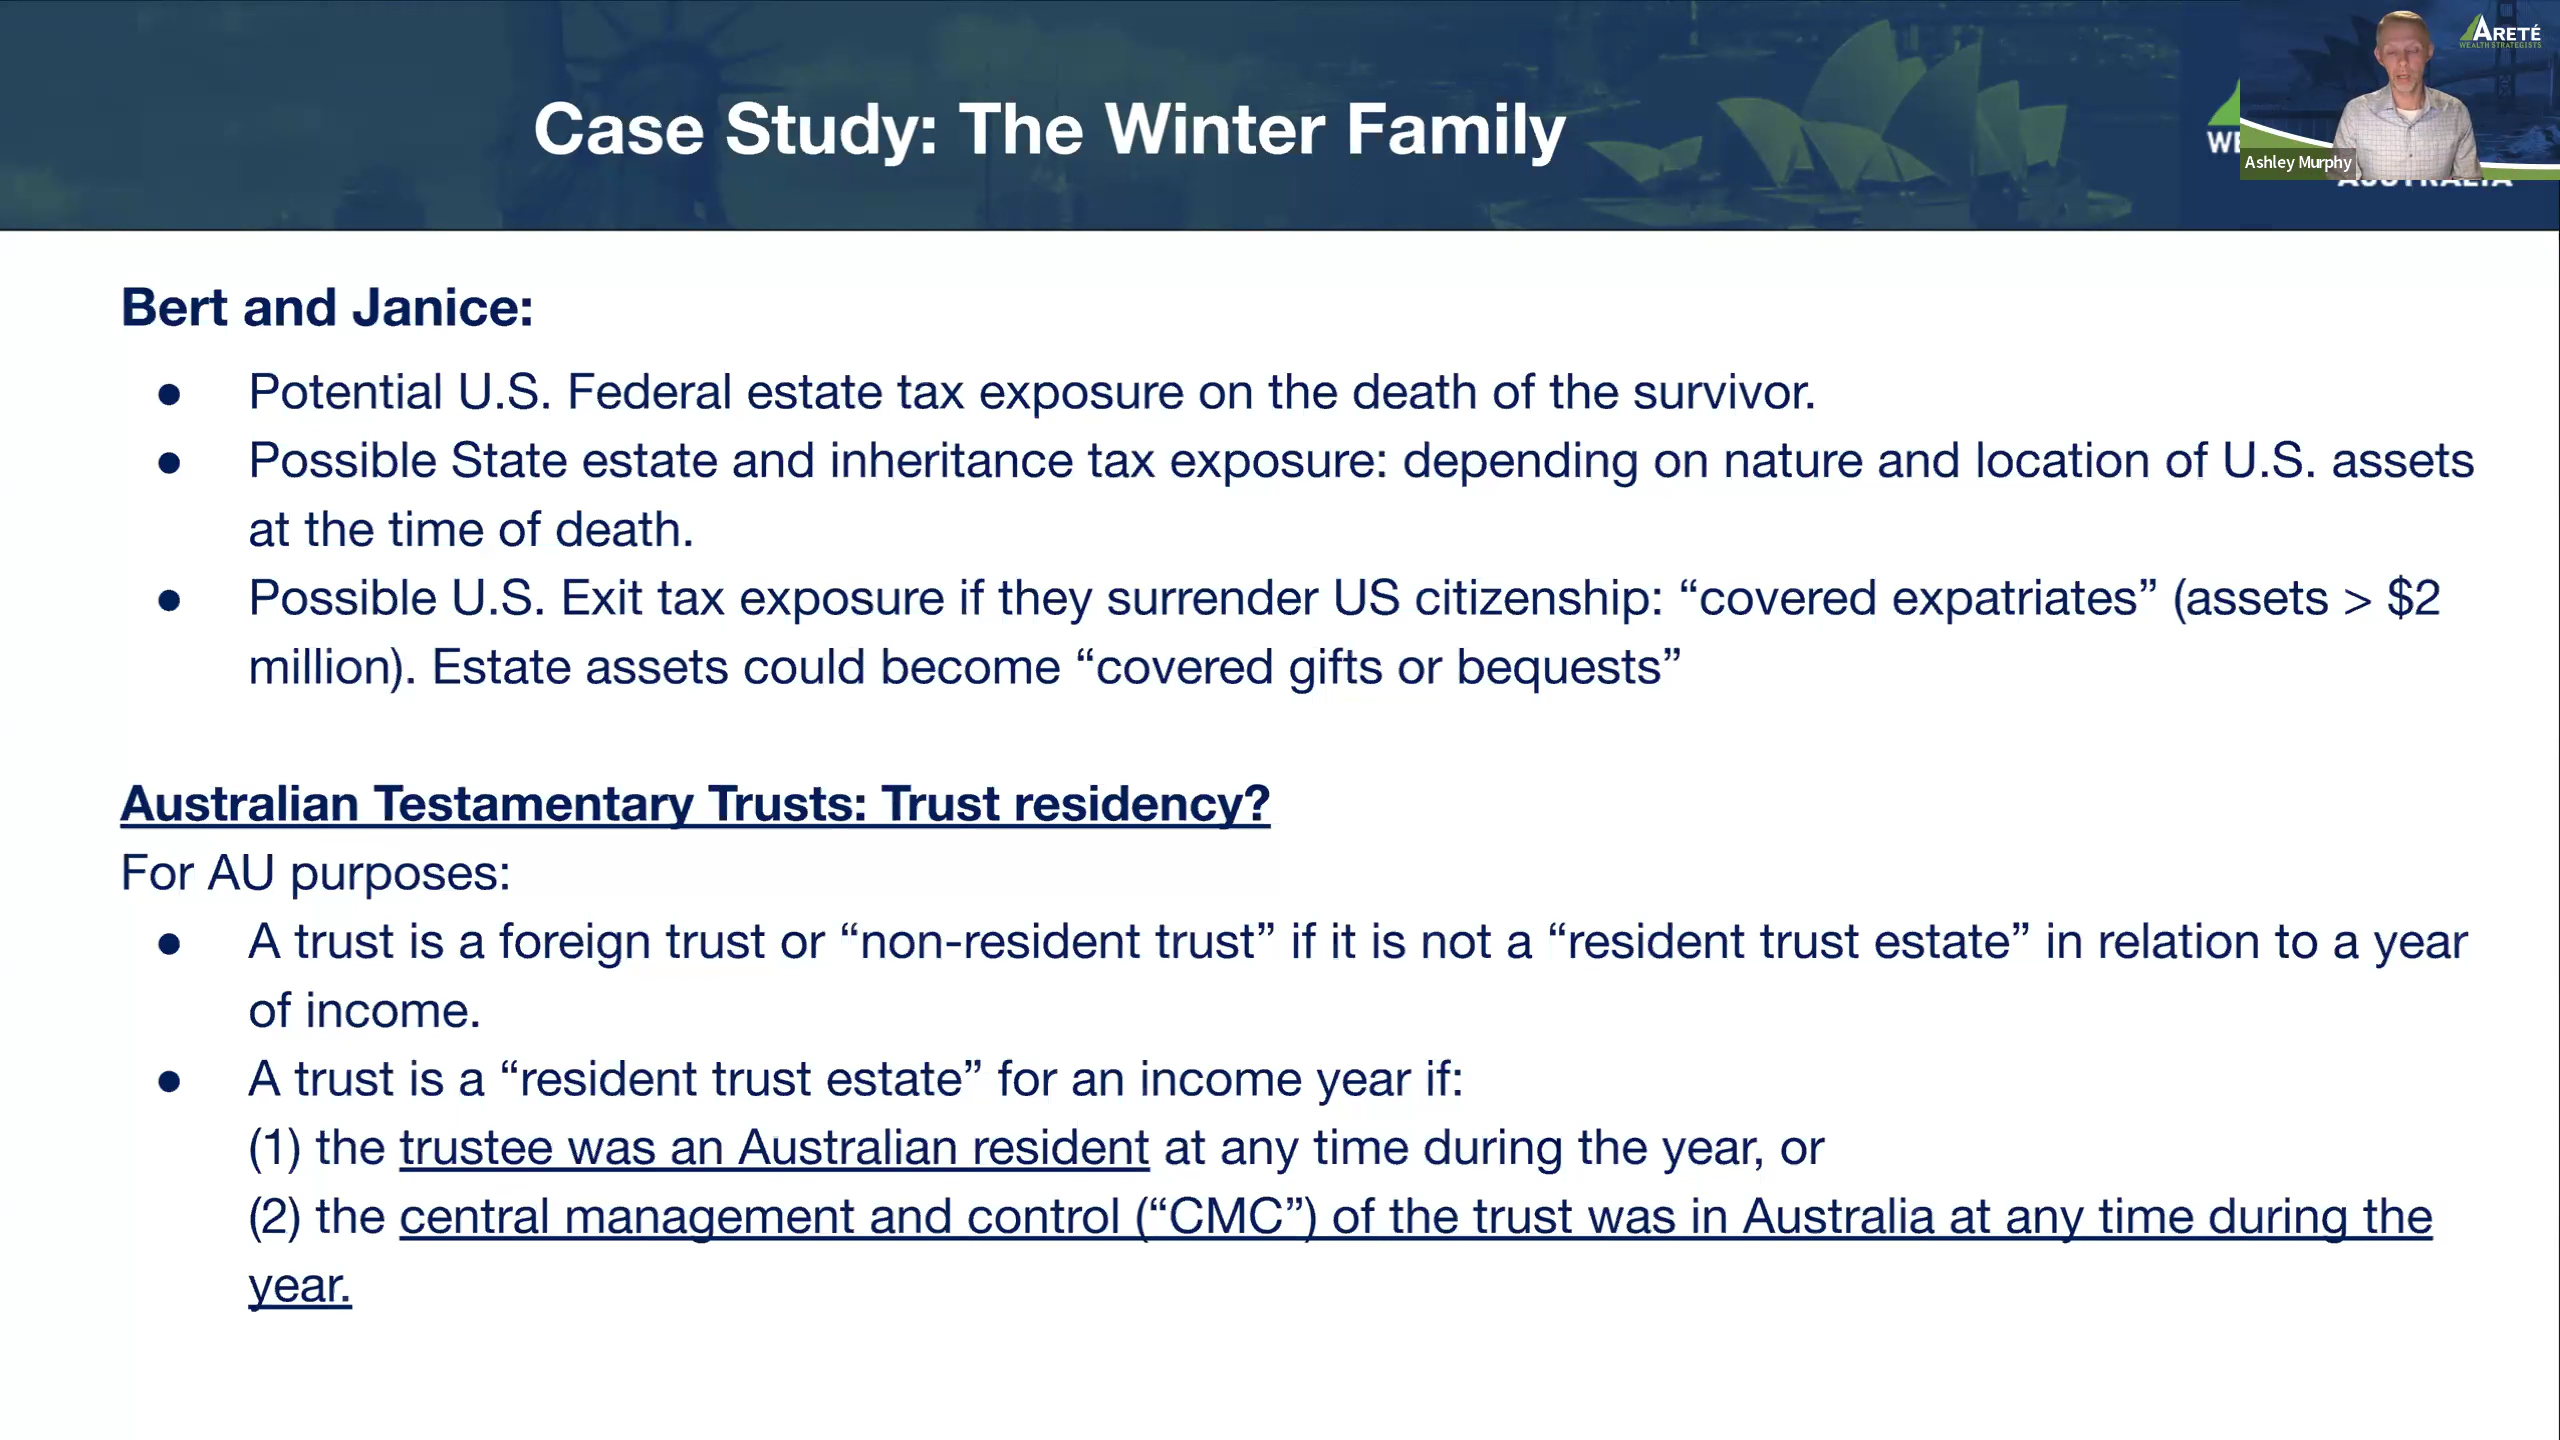 Case Study: The Winter Family
ARETÉ
WEALTH STRATEGISTS
WE
Ashley Murphy
AUSTRALIA
Bert and Janice:
● Potential U.S. Federal estate tax exposure on the death of the survivor.
● Possible State estate and inheritance tax exposure: depending on nature and location of U.S. assets
at the time of death.
● Possible U.S. Exit tax exposure if they surrender US citizenship: “covered expatriates” (assets > $2
million). Estate assets could become “covered gifts or bequests”
Australian Testamentary Trusts: Trust residency?
For AU purposes:
● A trust is a foreign trust or “non-resident trust” if it is not a “resident trust estate” in relation to a year
of income.
● A trust is a “resident trust estate” for an income year if:
(1) the trustee was an Australian resident at any time during the year, or
(2) the central management and control (“CMC”) of the trust was in Australia at any time during the
year.